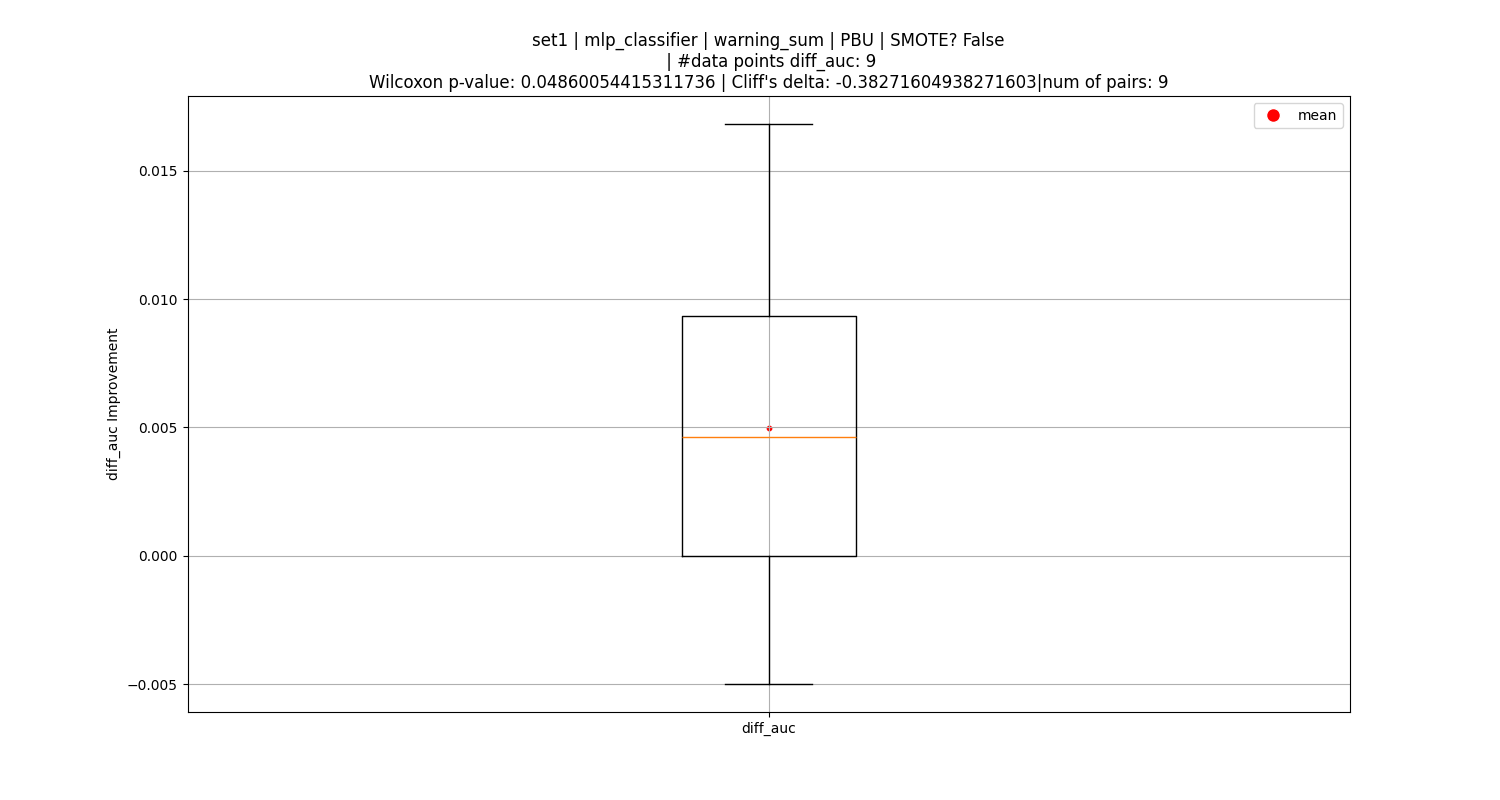 set1 | mlp_classifier | warning_sum | PBU | SMOTE? False
| #data points diff_auc: 9
Wilcoxon p-value: 0.04860054415311736 | Cliff's delta: -0.38271604938271603|num of pairs: 9
mean
0.015
0.010
0.005
0.000
−0.005
diff_auc Improvement
diff_auc